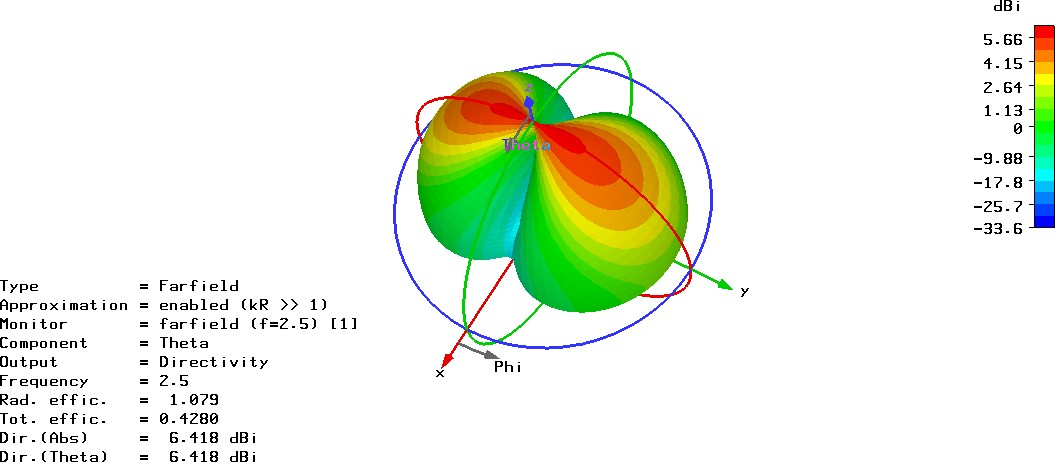 dBi
5.66
4.15
2.64
1.13
0
-9.88
-17.8
-25.7
-33.6
z
Theta
y
x
Phi
Type = Farfield
Approximation = enabled (kR >> 1)
Monitor = farfield (f=2.5) [1]
Component = Theta
Output = Directivity
Frequency = 2.5
Rad. effic. = 1.079
Tot. effic. = 0.4280
Dir.(Abs) = 6.418 dBi
Dir.(Theta) = 6.418 dBi